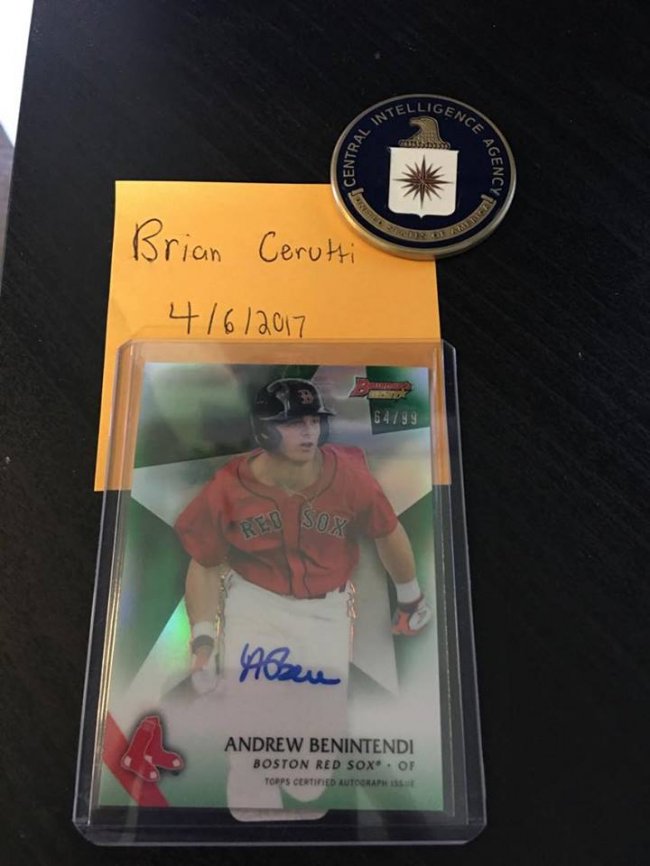 CENTRAL INTELLIGENCE AGENCY
UNITED STATES OF AMERICA
Brian Cerutti
4/6/2017
B
Bowman's
BEST
64/99
RED SOX
ANDREW BENINTENDI
BOSTON RED SOX® · OF
TOPPS CERTIFIED AUTOGRAPH ISSUE